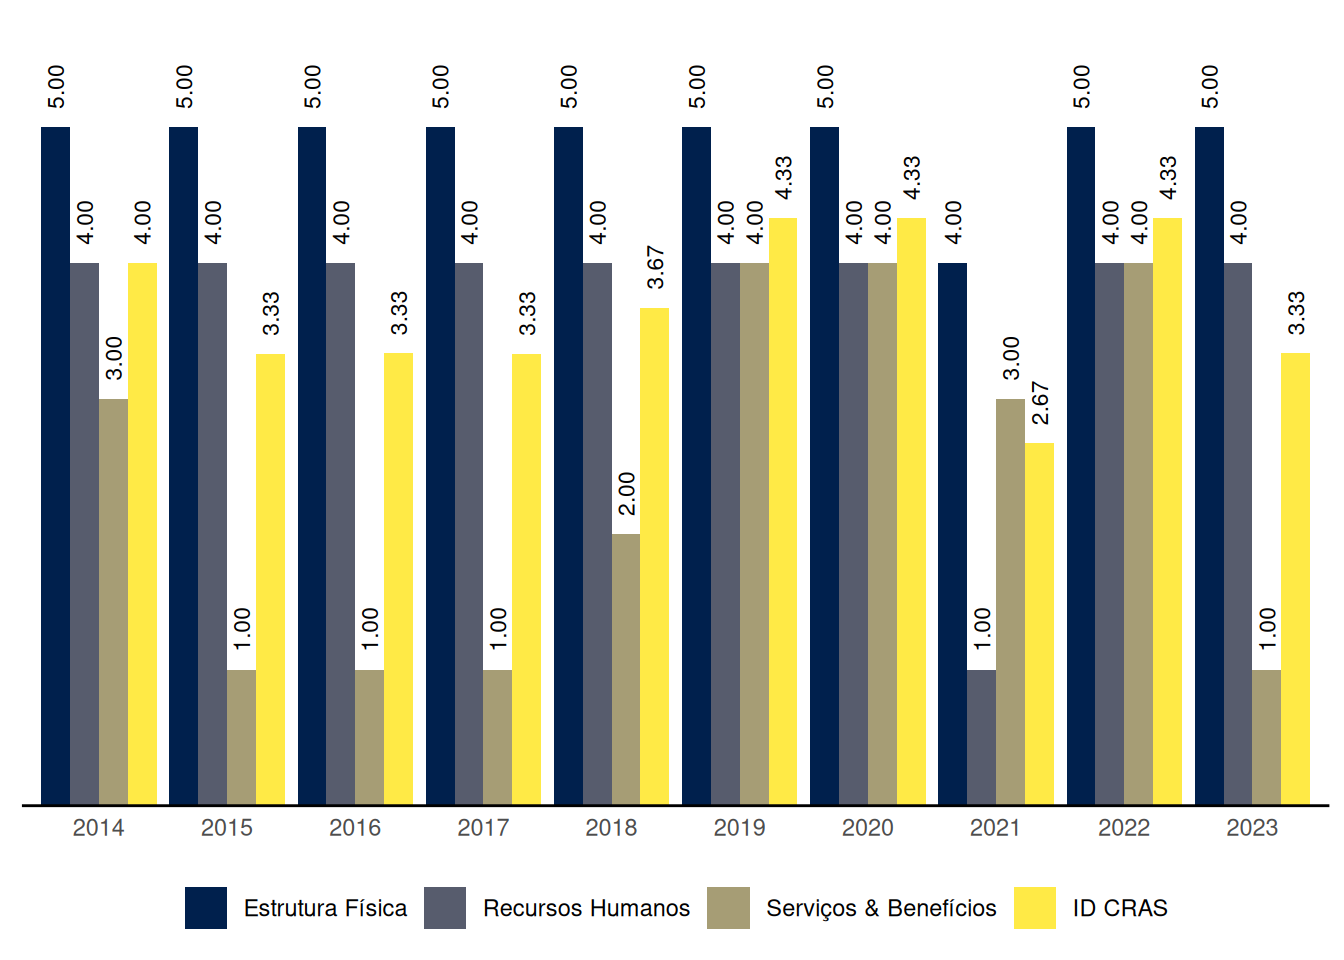 5.00 4.00 3.00 4.00 5.00 4.00 1.00 3.33 5.00 4.00 1.00 3.33 5.00 4.00 1.00 3.33 5.00 4.00 2.00 3.67 5.00 4.00 4.00 4.33 5.00 4.00 4.00 4.33 4.00 1.00 3.00 2.67 5.00 4.00 4.00 4.33 5.00 4.00 1.00 3.33
2014 2015 2016 2017 2018 2019 2020 2021 2022 2023
Estrutura Física Recursos Humanos Serviços & Benefícios ID CRAS